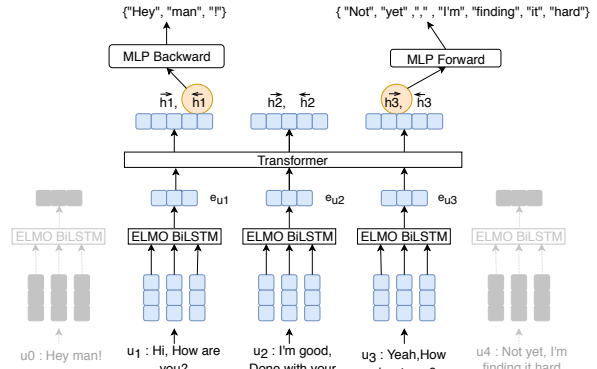 {"Hey", "man", "!"}
{ "Not", "yet" ,"," , "I'm", "finding", "it", "hard"}
MLP Backward
MLP Forward
h1, h1
h2, h2
h3, h3
Transformer
eu1
eu2
eu3
ELMO BiLSTM
ELMO BiLSTM
ELMO BiLSTM
ELMO BiLSTM
ELMO BiLSTM
u0 : Hey man!
u1 : Hi, How are
you?
u2 : I'm good,
Done with your
u3 : Yeah,How
u4 : Not yet, I'm
finding it hard